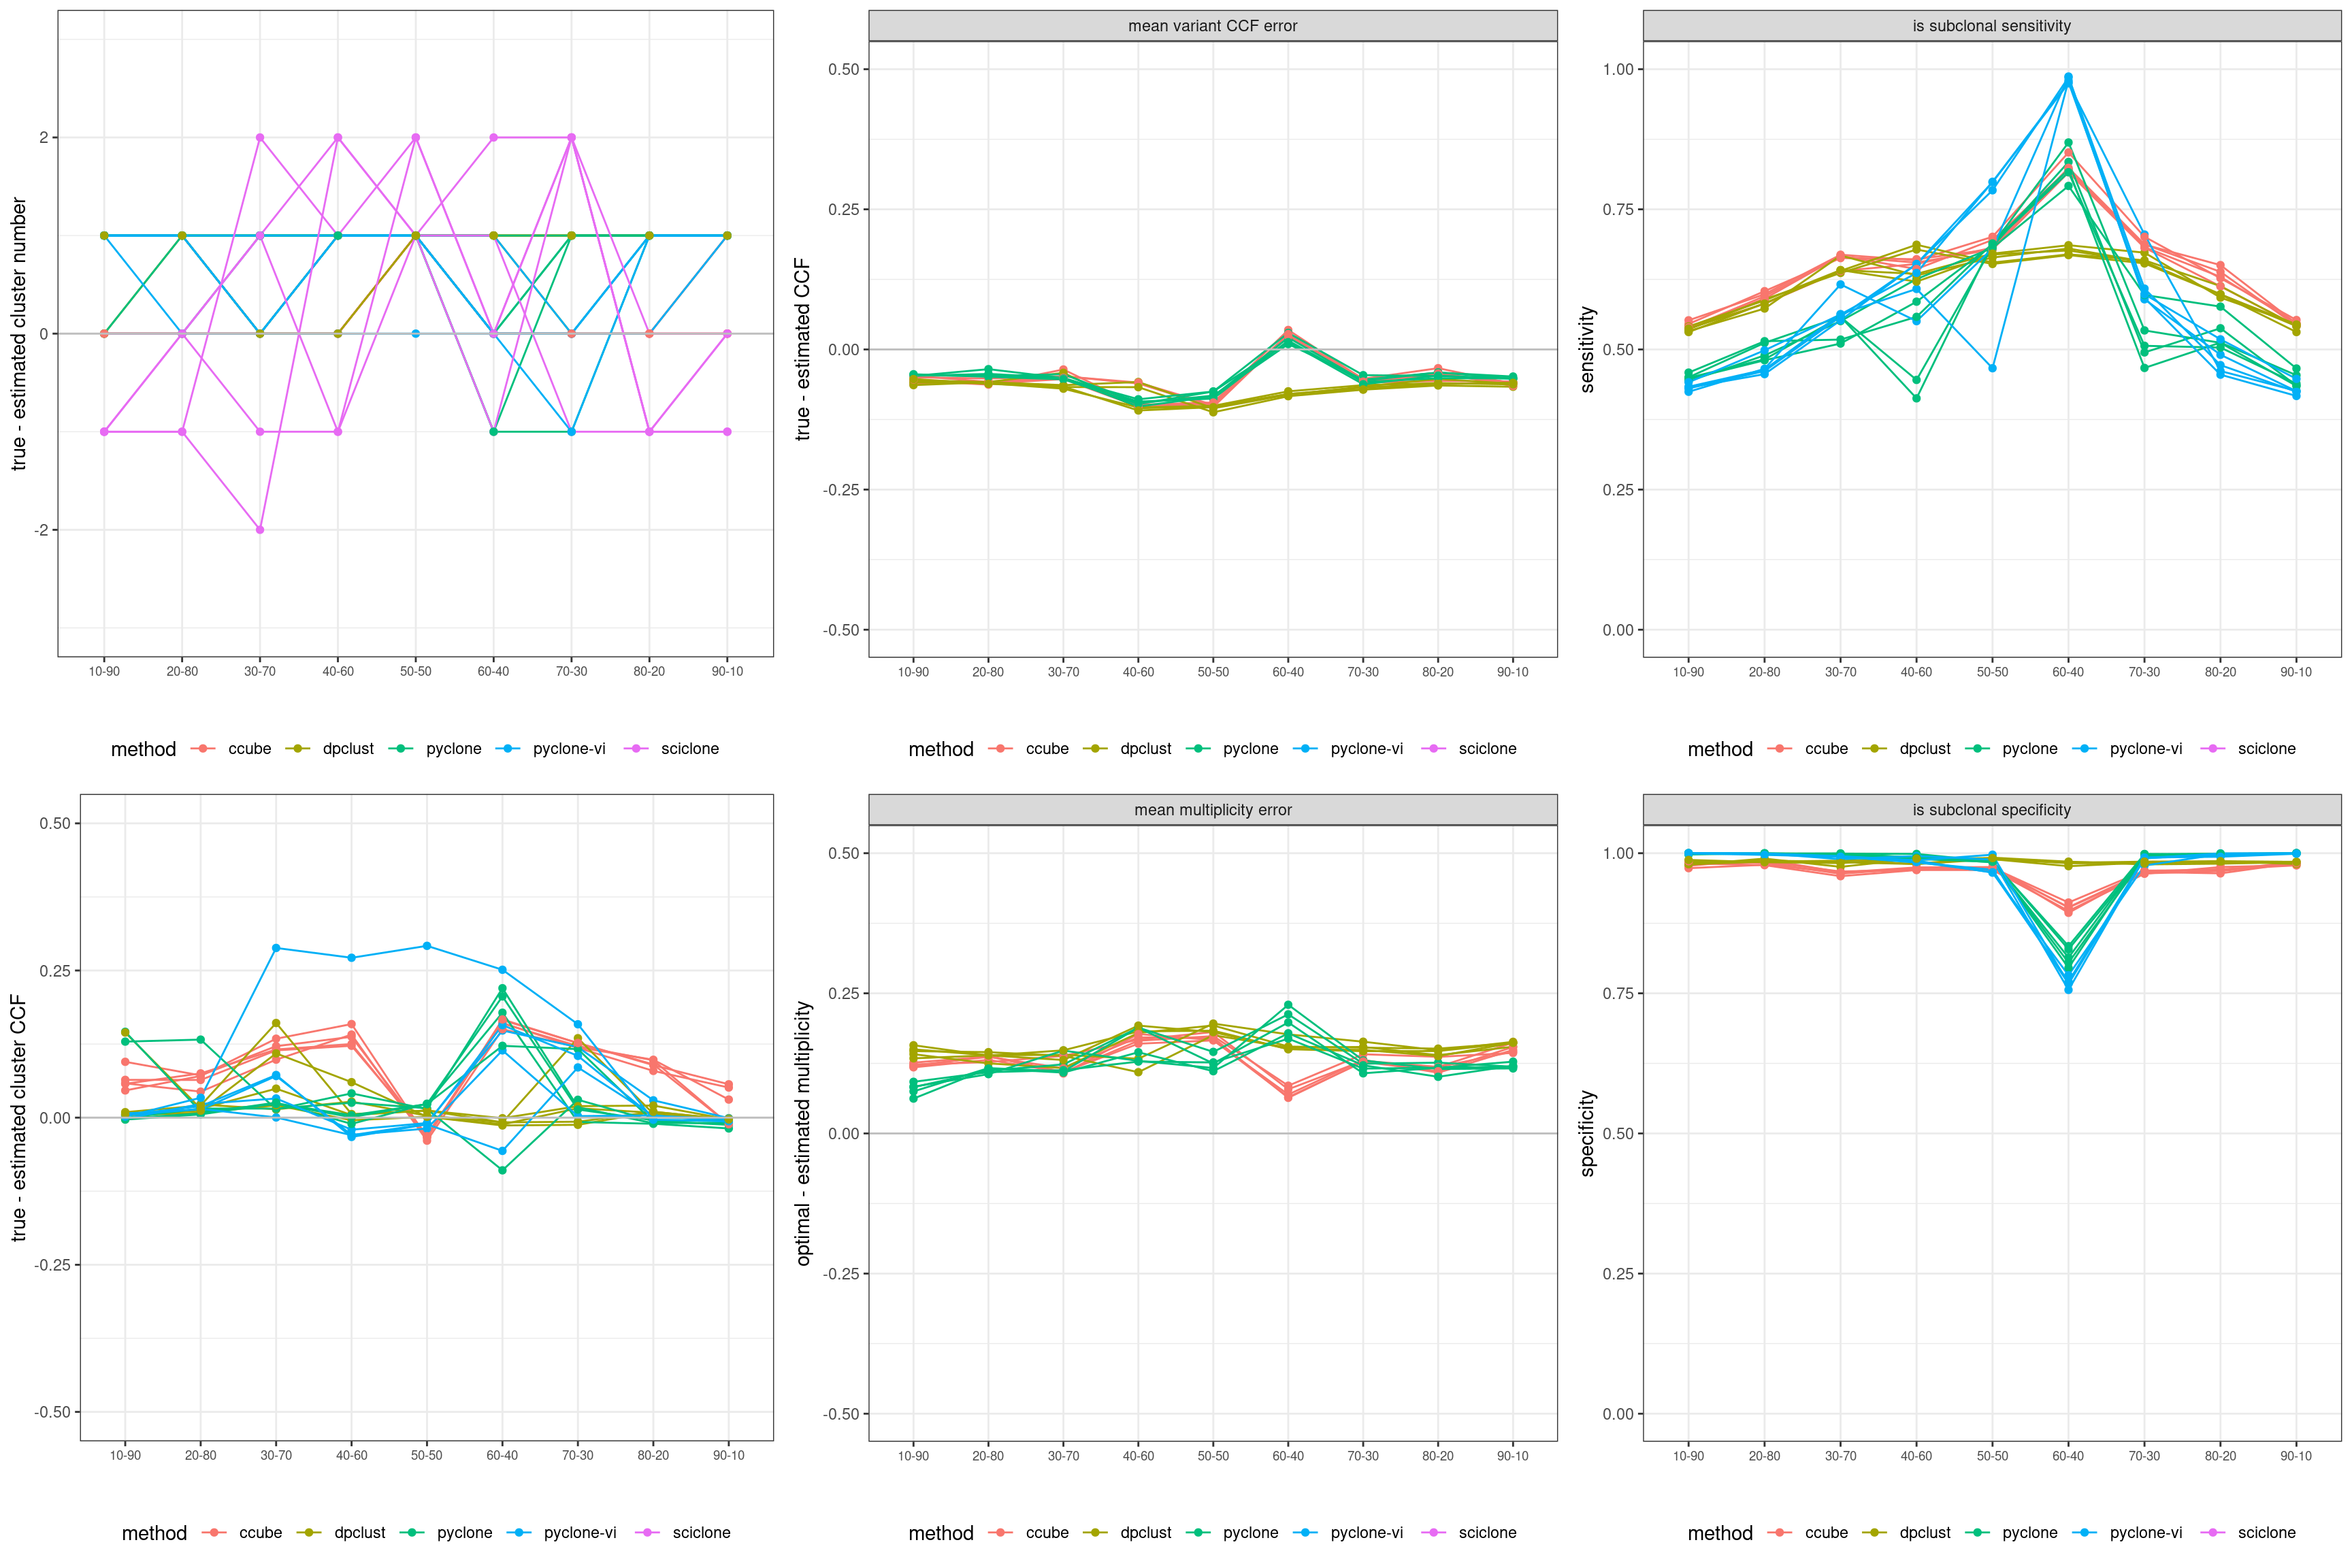 true - estimated cluster number
2
0
-2
10-90 20-80 30-70 40-60 50-50 60-40 70-30 80-20 90-10
method ccube dpclust pyclone pyclone-vi sciclone
mean variant CCF error
true - estimated CCF
0.50
0.25
0.00
-0.25
-0.50
10-90 20-80 30-70 40-60 50-50 60-40 70-30 80-20 90-10
method ccube dpclust pyclone pyclone-vi sciclone
is subclonal sensitivity
sensitivity
1.00
0.75
0.50
0.25
0.00
10-90 20-80 30-70 40-60 50-50 60-40 70-30 80-20 90-10
method ccube dpclust pyclone pyclone-vi sciclone
true - estimated cluster CCF
0.50
0.25
0.00
-0.25
-0.50
10-90 20-80 30-70 40-60 50-50 60-40 70-30 80-20 90-10
method ccube dpclust pyclone pyclone-vi sciclone
mean multiplicity error
optimal - estimated multiplicity
0.50
0.25
0.00
-0.25
-0.50
10-90 20-80 30-70 40-60 50-50 60-40 70-30 80-20 90-10
method ccube dpclust pyclone pyclone-vi sciclone
is subclonal specificity
specificity
1.00
0.75
0.50
0.25
0.00
10-90 20-80 30-70 40-60 50-50 60-40 70-30 80-20 90-10
method ccube dpclust pyclone pyclone-vi sciclone